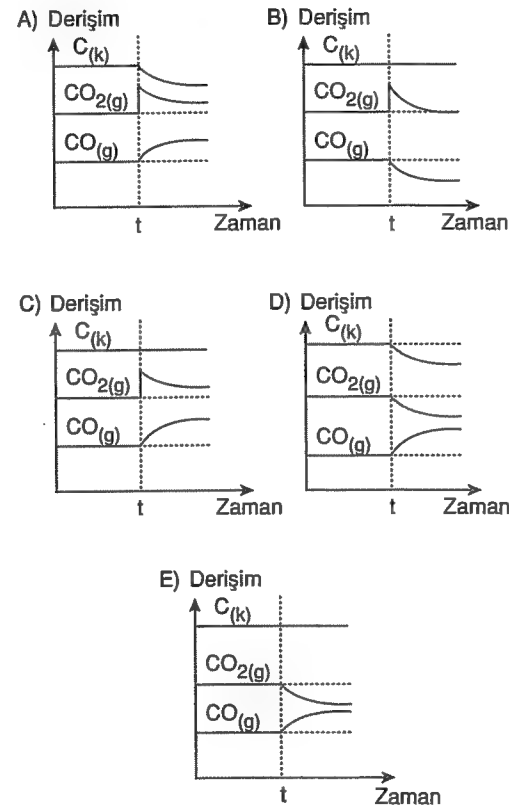 A) Derişim
C(k)
CO2(g)
CO(g)
t Zaman
B) Derişim
C(k)
CO2(g)
CO(g)
t Zaman
C) Derişim
C(k)
CO2(g)
CO(g)
t Zaman
D) Derişim
C(k)
CO2(g)
CO(g)
t Zaman
E) Derişim
C(k)
CO2(g)
CO(g)
t Zaman